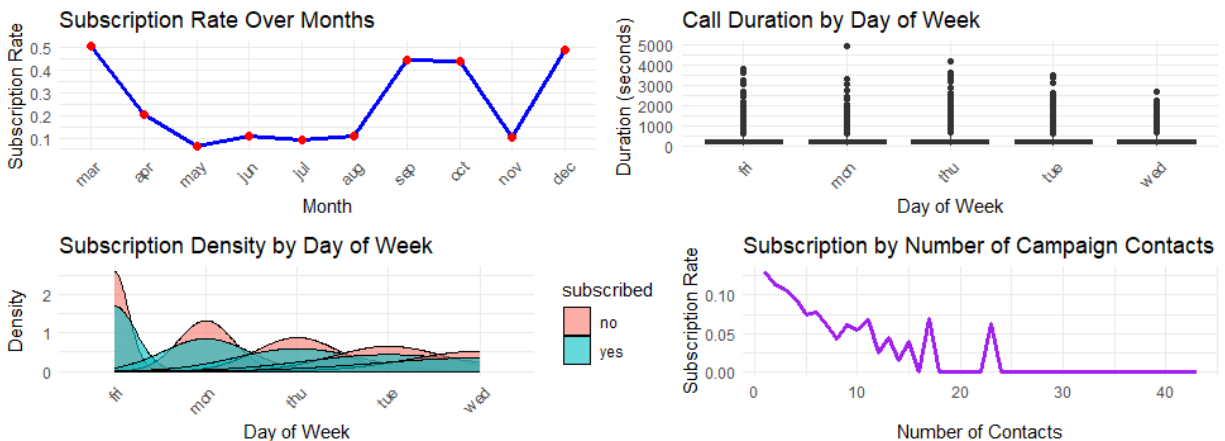 Subscription Rate Over Months
Subscription Rate
0.5
0.4
0.3
0.2
0.1
mar
apr
may
jun
jul
aug
sep
oct
nov
dec
Month
Call Duration by Day of Week
Duration (seconds)
5000
4000
3000
2000
1000
0
fri
mon
thu
tue
wed
Day of Week
Subscription Density by Day of Week
Density
2
1
0
fri
mon
thu
tue
wed
Day of Week
subscribed
no
yes
Subscription by Number of Campaign Contacts
Subscription Rate
0.10
0.05
0.00
0
10
20
30
40
Number of Contacts